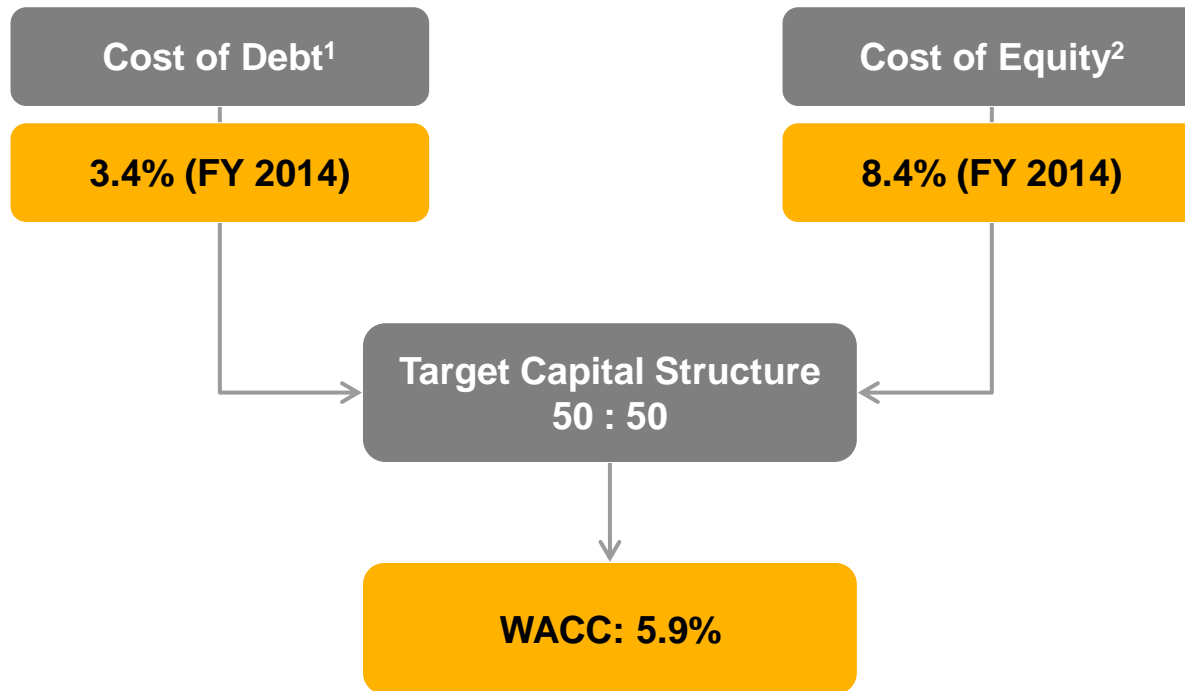 Cost of Debt¹
Cost of Equity²
3.4% (FY 2014)
8.4% (FY 2014)
Target Capital Structure
50 : 50
WACC: 5.9%